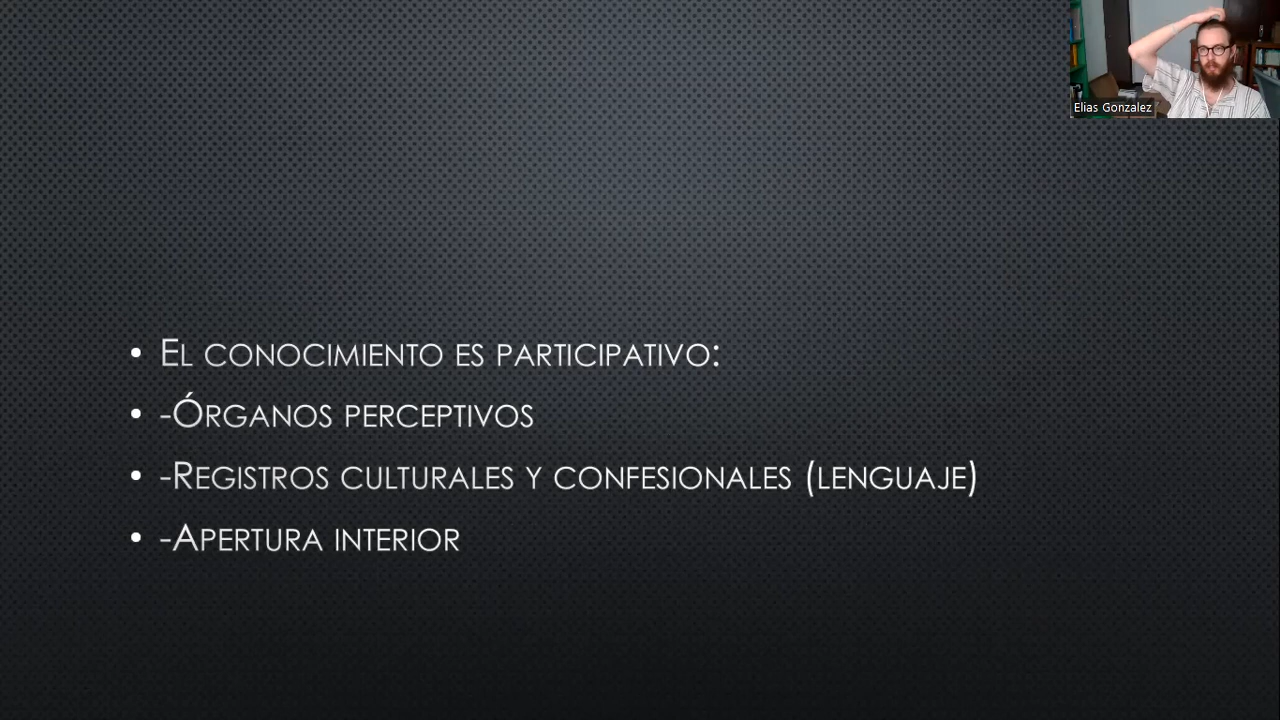 Elias Gonzalez
• El conocimiento es participativo:
• -Órganos perceptivos
• -Registros culturales y confesionales (lenguaje)
• -Apertura interior